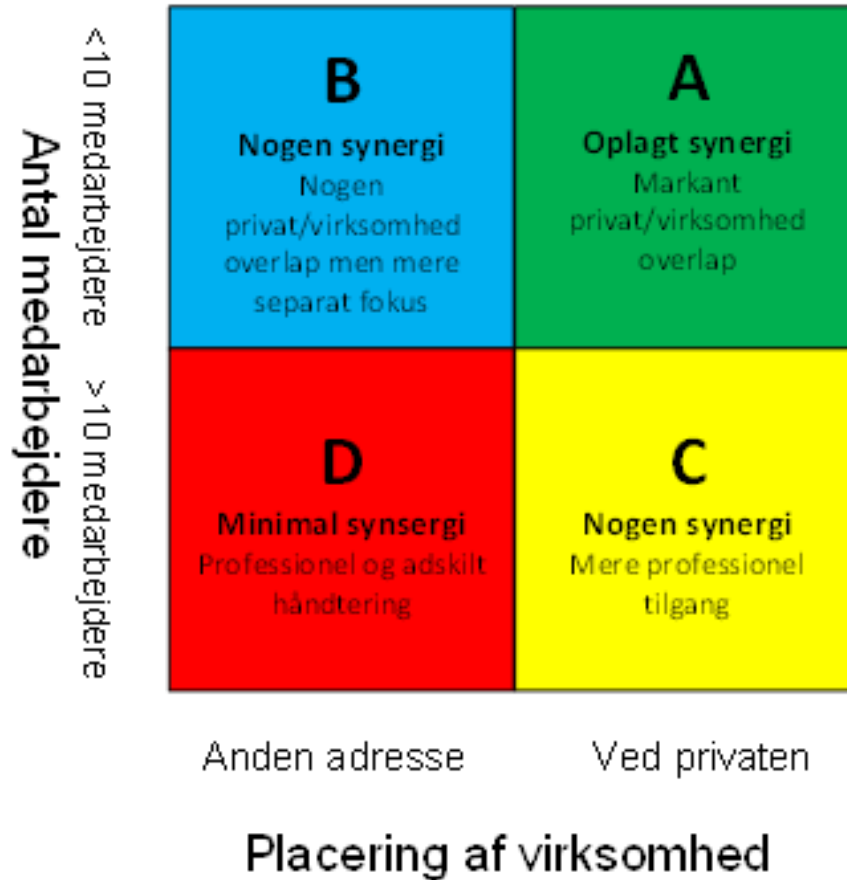 Antal medarbejdere
<10 medarbejdere
>10 medarbejdere
B
Nogen synergi
Nogen
privat/virksomhed
overlap men mere
separat fokus
A
Oplagt synergi
Markant
privat/virksomhed
overlap
D
Minimal synsergi
Professionel og adskilt
håndtering
C
Nogen synergi
Mere professionel
tilgang
Anden adresse
Ved privaten
Placering af virksomhed